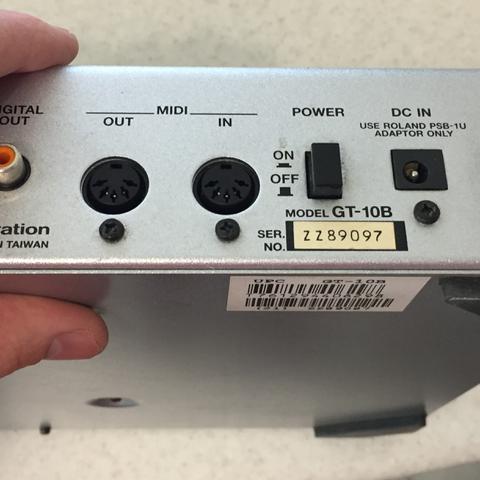 DIGITAL
OUT
MIDI
OUT
IN
POWER
ON
OFF
DC IN
USE ROLAND PSB-1U
ADAPTOR ONLY
MODEL GT-10B
SER.
NO.
ZZ89097
TAIWAN
UPC GT-10B